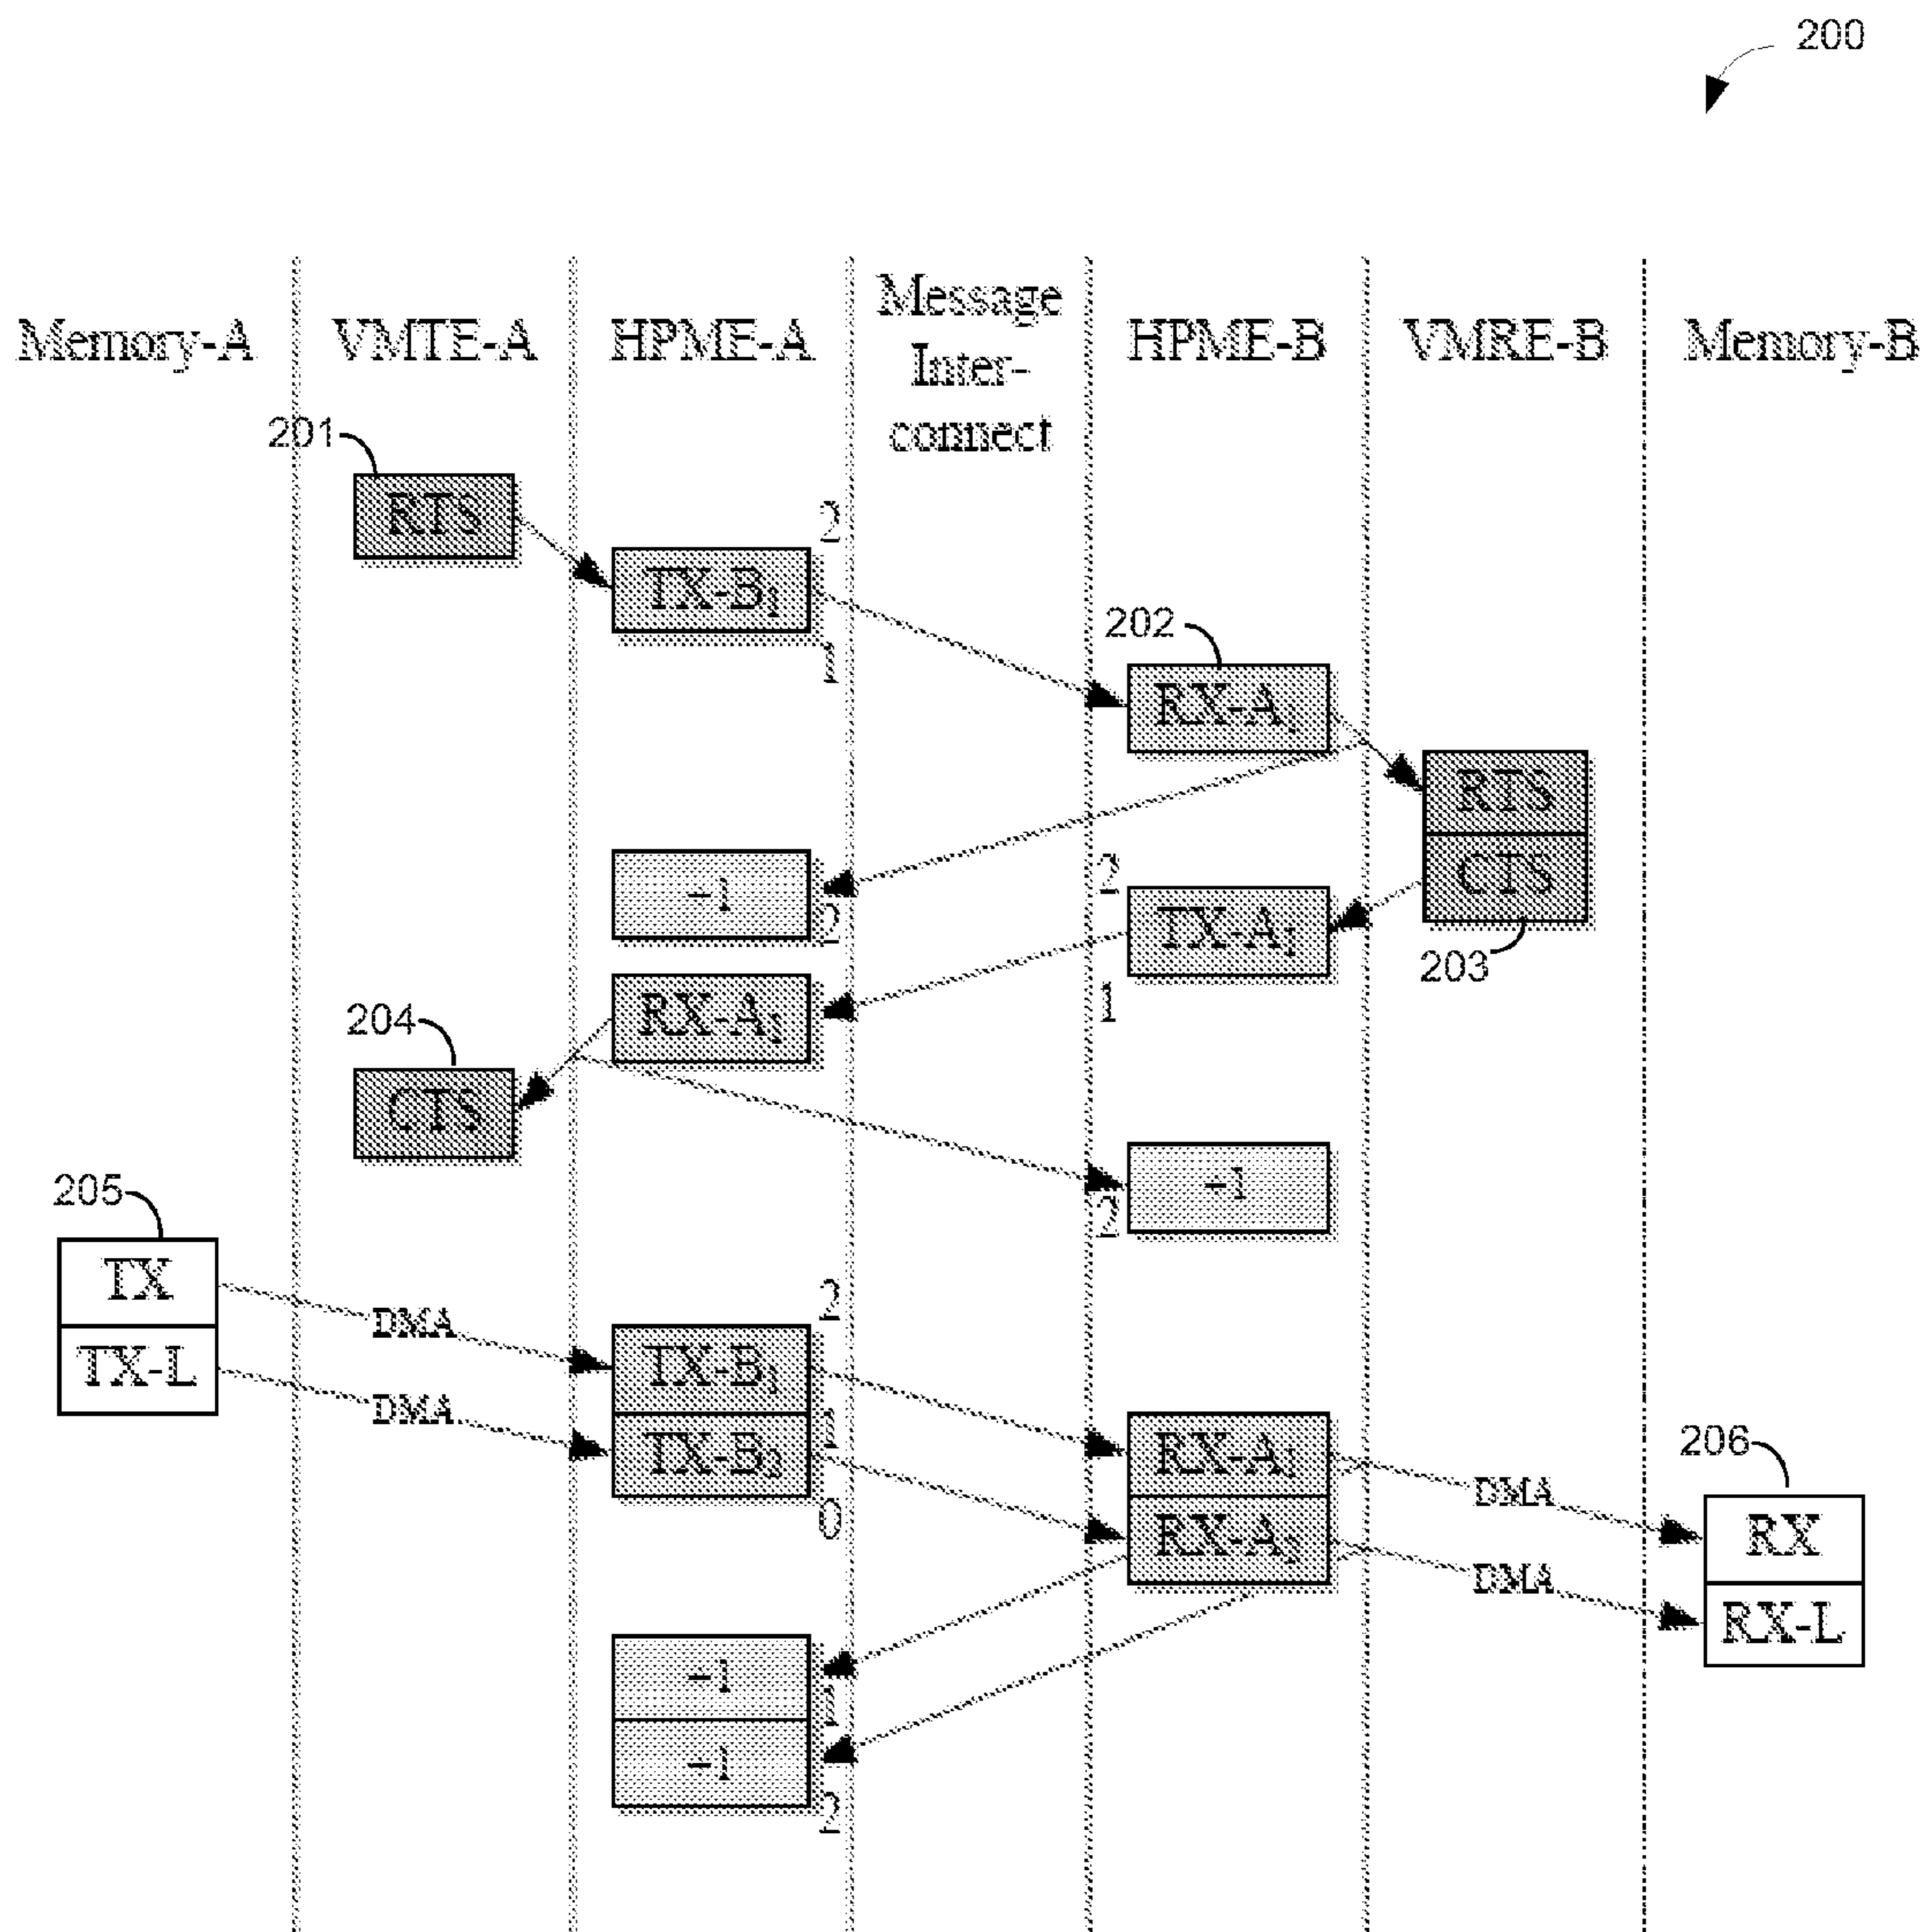 200
Memory-A VMTE-A HPME-A Message Inter-connect HPME-B VMRE-B Memory-B
201
RTS
2
TX-B1
1
202
RX-A1
RTS
CTS
203
-1
2
2
TX-A1
1
RX-A1
204
CTS
-1
2
205
TX
TX-L
DMA
DMA
2
TX-B1
1
TX-B2
0
RX-A1
RX-A2
DMA
DMA
206
RX
RX-L
-1
1
-1
2